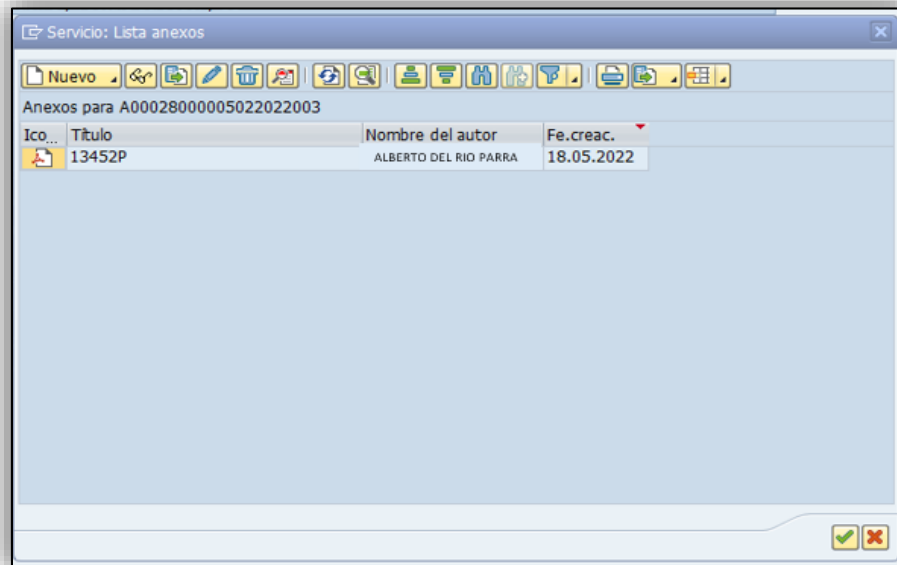 Servicio: Lista anexos
Nuevo
Anexos para A00028000005022022003
Ico... Título Nombre del autor Fe.creac.
13452P ALBERTO DEL RIO PARRA 18.05.2022